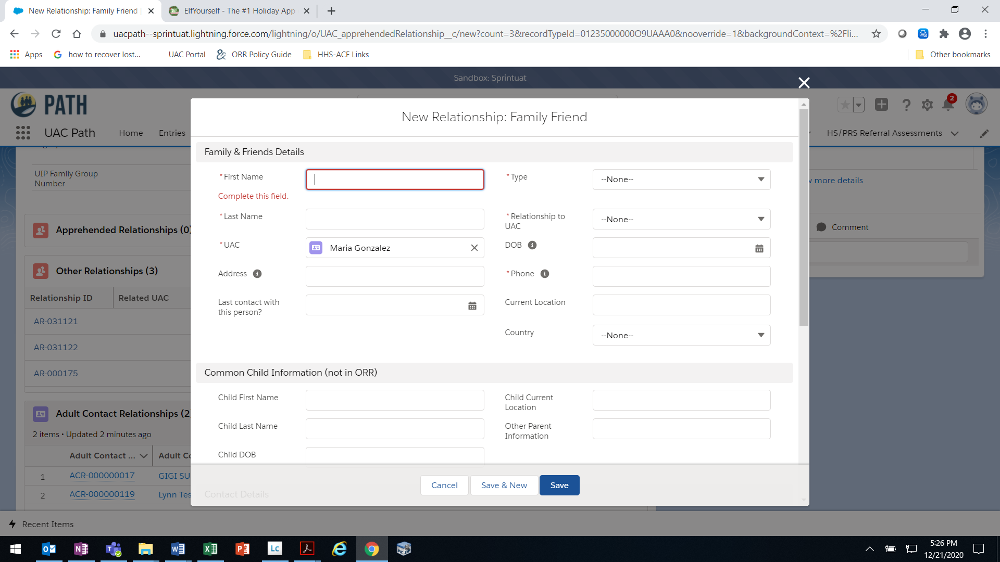 New Relationship: Family Friend
ElfYourself - The #1 Holiday App
uacpath--sprintuat.lightning.force.com/lightning/o/UAC_apprehendedRelationship__c/new?count=3&recordTypeId=01235000000O9UAAA0&nooverride=1&backgroundContext=%2Fli...
Apps
how to recover lost...
UAC Portal
ORR Policy Guide
HHS-ACF Links
Other bookmarks
Sandbox: Sprintuat
PATH
2
UAC Path
Home
Entries
HS/PRS Referral Assessments
New Relationship: Family Friend
UIP Family Group
Number
more details
Apprehended Relationships (0)
Comment
Other Relationships (3)
Relationship ID
Related UAC
AR-031121
AR-031122
AR-000175
Adult Contact Relationships (2
2 items • Updated 2 minutes ago
Adult Contact ...
Adult Co
1
ACR-000000017
GIGI SU
2
ACR-000000119
Lynn Tes
Family & Friends Details
* First Name
Complete this field.
* Type
--None--
* Last Name
* Relationship to
UAC
--None--
* UAC
Maria Gonzalez
DOB
Address
* Phone
Last contact with
this person?
Current Location
Country
--None--
Common Child Information (not in ORR)
Child First Name
Child Current
Location
Child Last Name
Other Parent
Information
Child DOB
Contact Details
Cancel
Save & New
Save
Recent Items
Lc
5:26 PM
12/21/2020